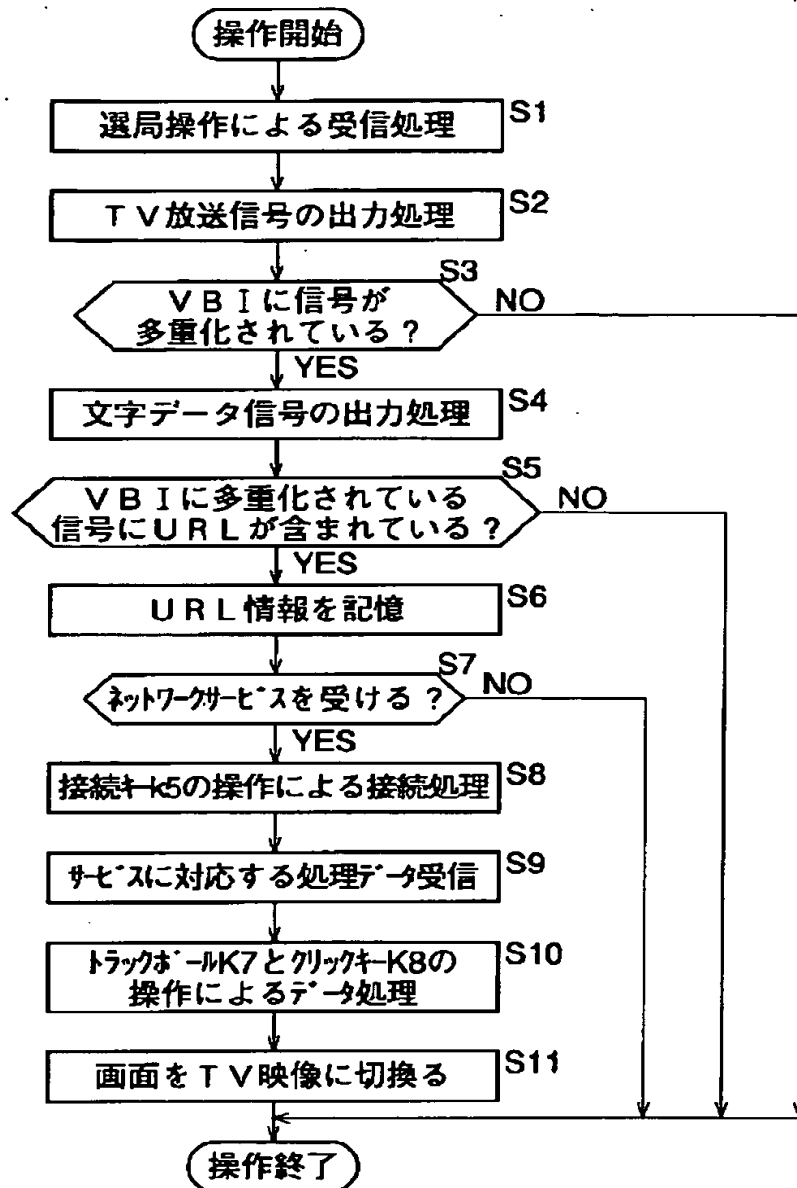 操作開始
選局操作による受信処理 S1
TV放送信号の出力処理 S2
S3
VBIに信号が
多重化されている? NO
YES
文字データ信号の出力処理 S4
S5
VBIに多重化されている
信号にURLが含まれている? NO
YES
URL情報を記憶 S6
S7
ネットワークサービスを受ける? NO
YES
接続キーk5の操作による接続処理 S8
サービスに対応する処理データ受信 S9
トラックボールK7とクリックキーK8の S10
操作によるデータ処理
画面をTV映像に切換る S11
操作終了